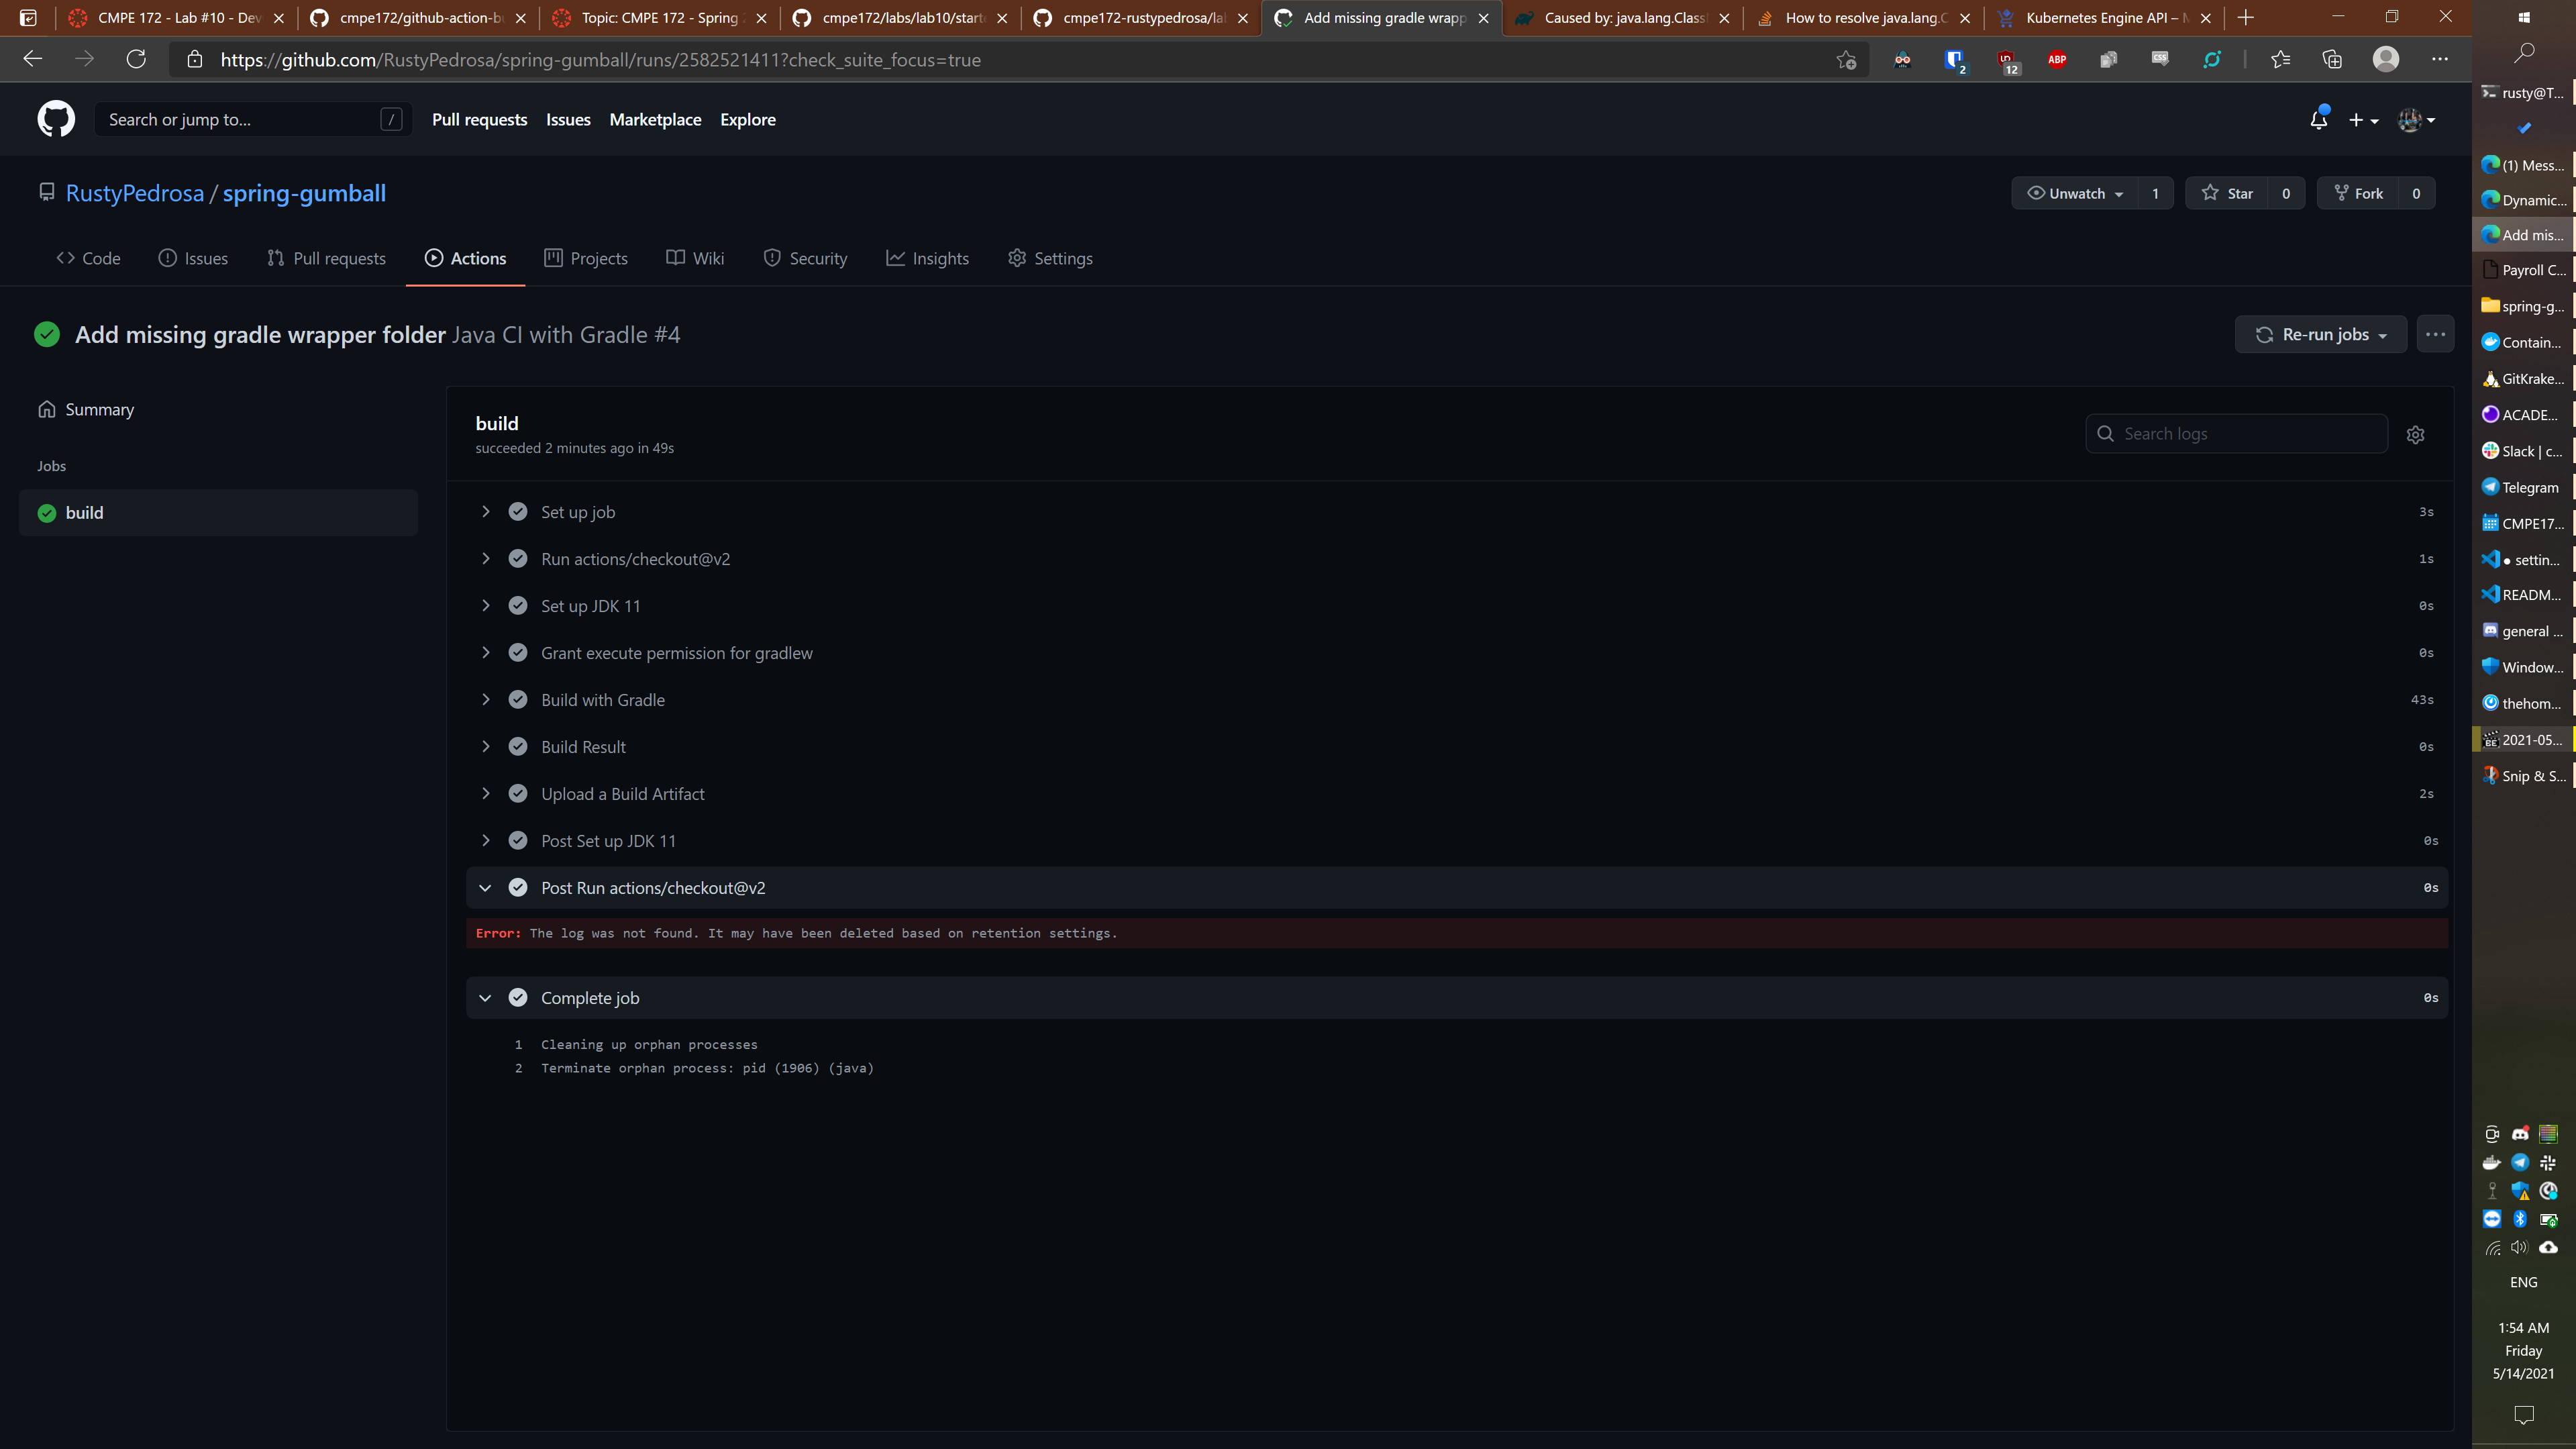 CMPE 172 - Lab #10 - Dev
cmpe172/github-action-bu
Topic: CMPE 172 - Spring 2
cmpe172/labs/lab10/starte
cmpe172-rustypedrosa/lab
Add missing gradle wrapp
Caused by: java.lang.Class
How to resolve java.lang.C
Kubernetes Engine API – M
https://github.com/RustyPedrosa/spring-gumball/runs/2582521411?check_suite_focus=true
2
12
ABP
CSS
Search or jump to...
/
Pull requests
Issues
Marketplace
Explore
RustyPedrosa / spring-gumball
Unwatch
1
Star
0
Fork
0
Code
Issues
Pull requests
Actions
Projects
Wiki
Security
Insights
Settings
Add missing gradle wrapper folder Java CI with Gradle #4
Re-run jobs
Summary
Jobs
build
build
succeeded 2 minutes ago in 49s
Search logs
Set up job
3s
Run actions/checkout@v2
1s
Set up JDK 11
0s
Grant execute permission for gradlew
0s
Build with Gradle
43s
Build Result
0s
Upload a Build Artifact
2s
Post Set up JDK 11
0s
Post Run actions/checkout@v2
0s
Error: The log was not found. It may have been deleted based on retention settings.
Complete job
0s
1 Cleaning up orphan processes
2 Terminate orphan process: pid (1906) (java)
rusty@T...
(1) Mess...
Dynamic...
Add mis...
Payroll C...
spring-g...
Contain...
GitKrake...
ACADE...
Slack | c...
Telegram
CMPE17...
● settin...
READM...
general ...
Window...
thehom...
2021-05...
Snip & S...
ENG
1:54 AM
Friday
5/14/2021